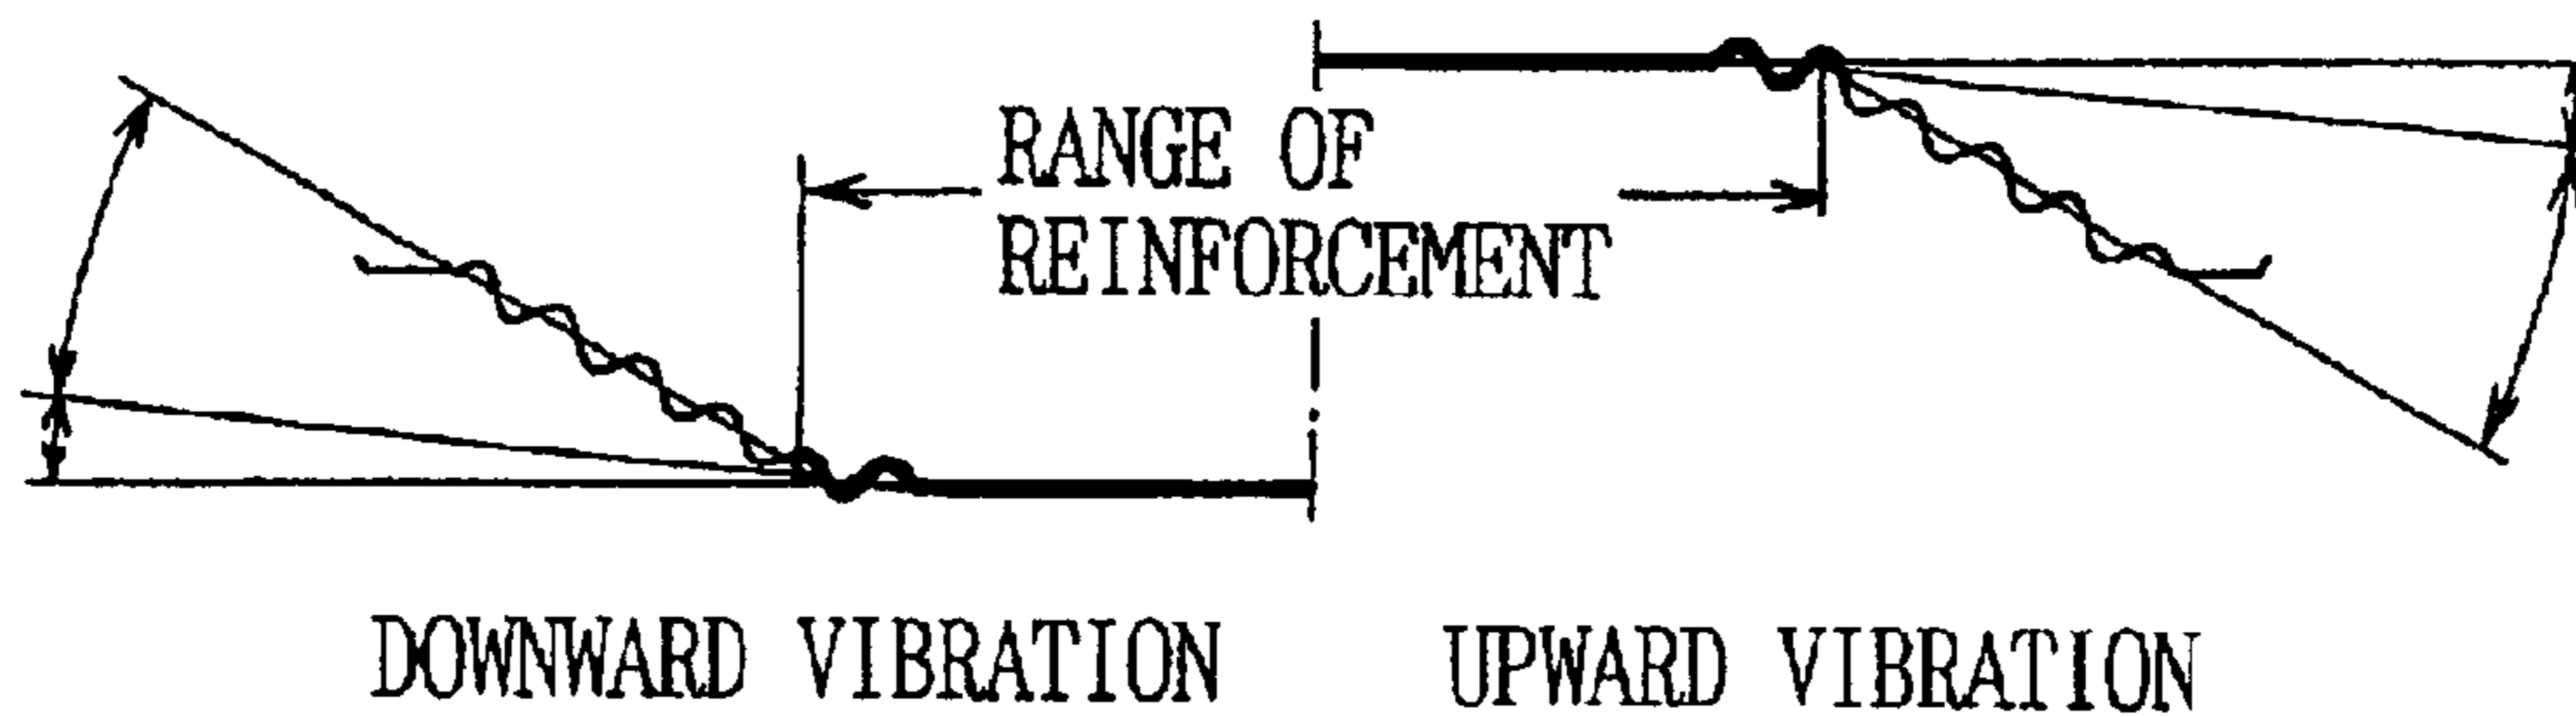 RANGE OF
REINFORCEMENT
DOWNWARD VIBRATION
UPWARD VIBRATION